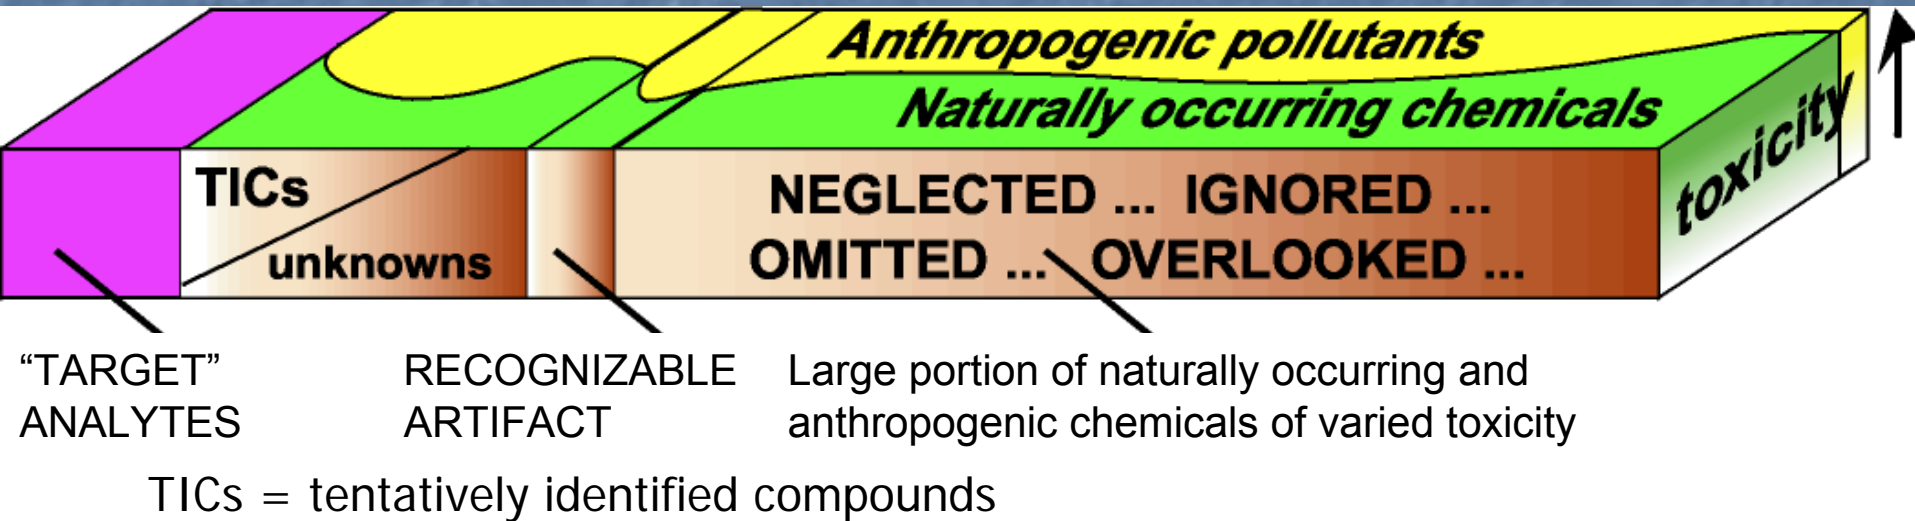 Anthropogenic pollutants
Naturally occurring chemicals
toxicity
TICs
unknowns
NEGLECTED ... IGNORED ...
OMITTED ... OVERLOOKED ...
“TARGET”
ANALYTES
RECOGNIZABLE
ARTIFACT
Large portion of naturally occurring and
anthropogenic chemicals of varied toxicity
TICs = tentatively identified compounds